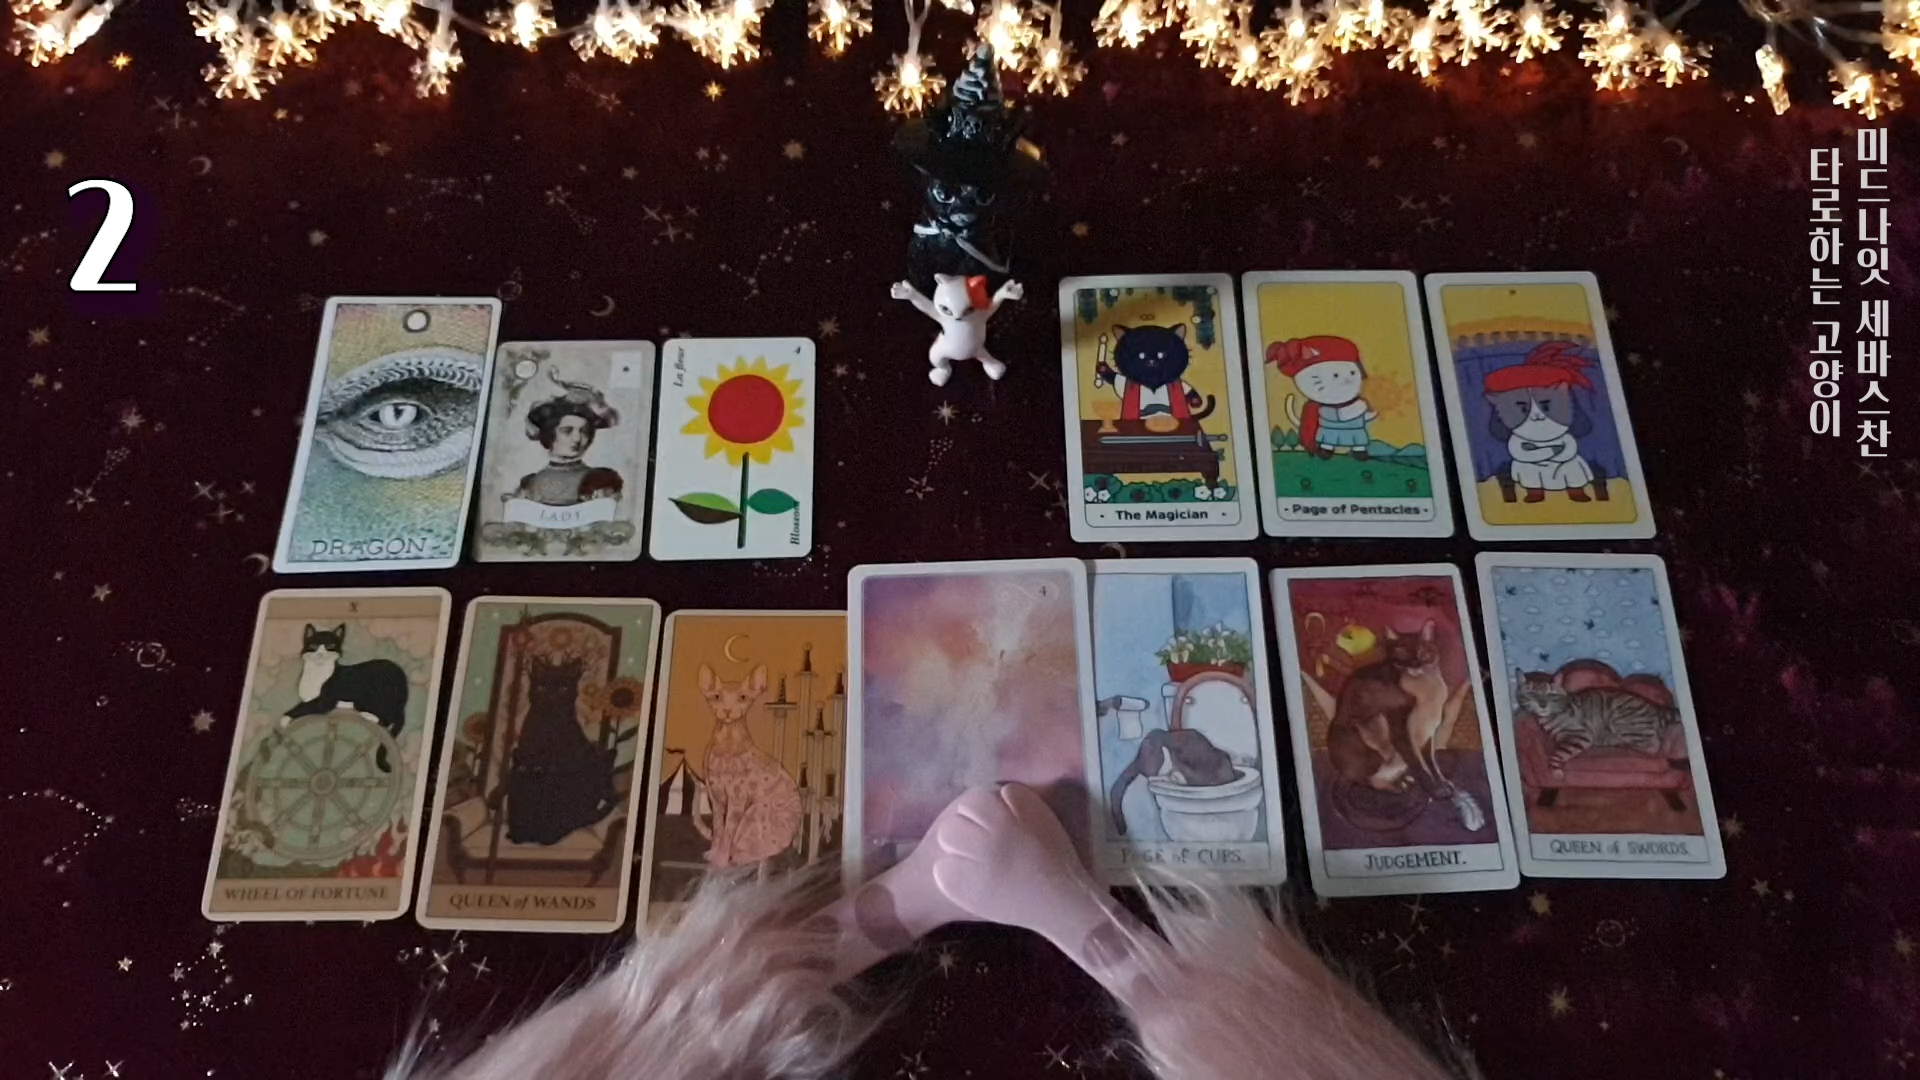 2
미드나잇 세바스찬
타로하는 고양이
DRAGON
LADY
La fleur
4
Blossom
The Magician
Page of Pentacles
X
WHEEL OF FORTUNE
QUEEN of WANDS
4
PAGE of CUPS.
JUDGEMENT.
QUEEN of SWORDS.